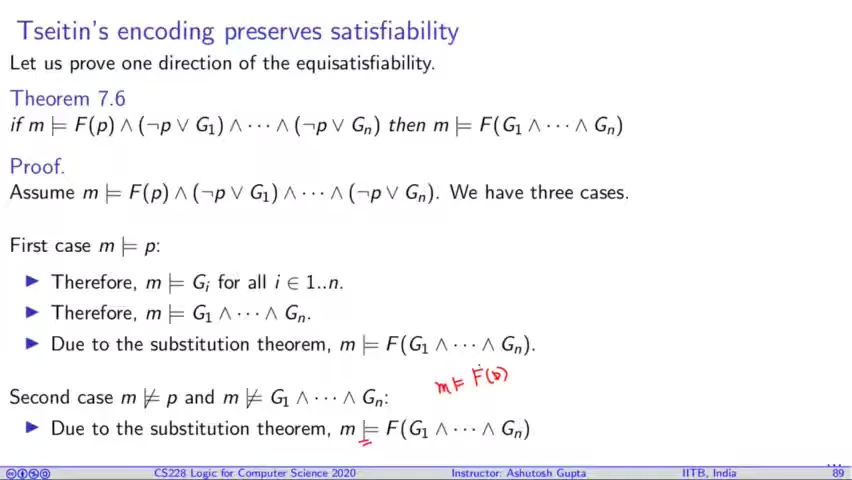 Tseitin's encoding preserves satisfiability
Let us prove one direction of the equisatisfiability.
Theorem 7.6
if m ⊨ F(p) ∧ (¬p ∨ G₁) ∧ ··· ∧ (¬p ∨ Gₙ) then m ⊨ F(G₁ ∧ ··· ∧ Gₙ)
Proof.
Assume m ⊨ F(p) ∧ (¬p ∨ G₁) ∧ ··· ∧ (¬p ∨ Gₙ). We have three cases.
First case m ⊨ p:
▶ Therefore, m ⊨ Gᵢ for all i ∈ 1..n.
▶ Therefore, m ⊨ G₁ ∧ ··· ∧ Gₙ.
▶ Due to the substitution theorem, m ⊨ F(G₁ ∧ ··· ∧ Gₙ).
m ⊨ F(p)
Second case m ⊭ p and m ⊭ G₁ ∧ ··· ∧ Gₙ:
▶ Due to the substitution theorem, m ⊨ F(G₁ ∧ ··· ∧ Gₙ)
CS228 Logic for Computer Science 2020 Instructor: Ashutosh Gupta IITB, India 89